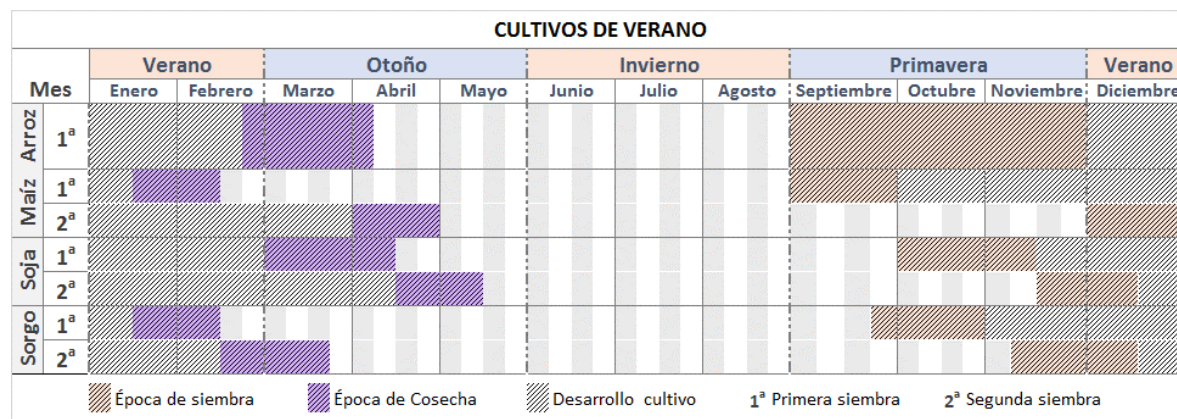 CULTIVOS DE VERANO
Verano Otoño Invierno Primavera Verano
Mes Enero Febrero Marzo Abril Mayo Junio Julio Agosto Septiembre Octubre Noviembre Diciembre
Arroz 1ª
Maíz 1ª
2ª
Soja 1ª
2ª
Sorgo 1ª
2ª
Época de siembra Época de Cosecha Desarrollo cultivo 1ª Primera siembra 2ª Segunda siembra